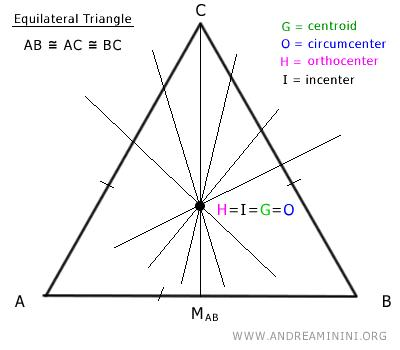 Equilateral Triangle
AB ≅ AC ≅ BC
C
G = centroid
O = circumcenter
H = orthocenter
I = incenter
H=I=G=O
A
B
MAB
WWW.ANDREAMININI.ORG